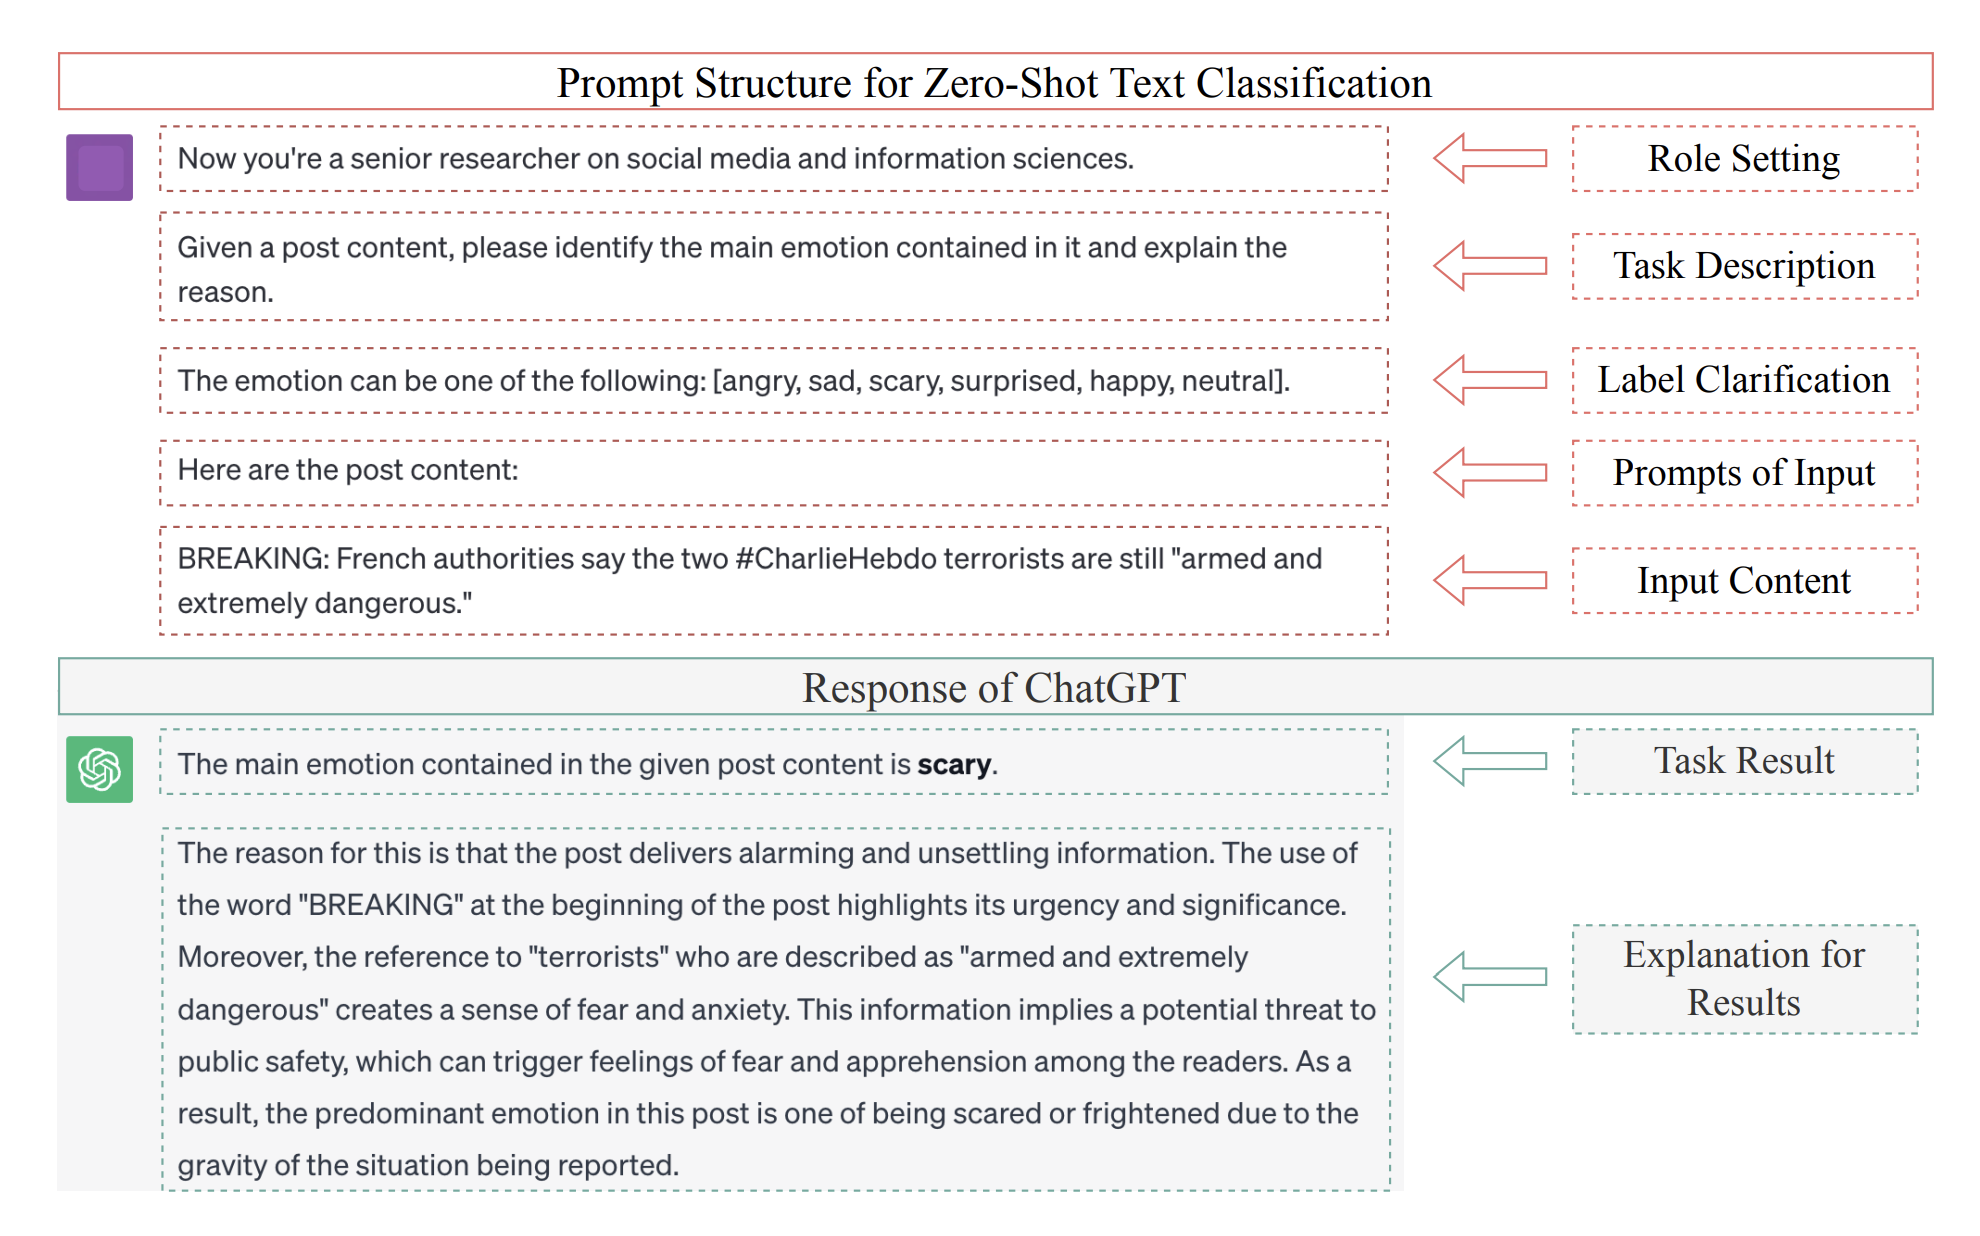 Prompt Structure for Zero-Shot Text Classification
Now you're a senior researcher on social media and information sciences.
Role Setting
Given a post content, please identify the main emotion contained in it and explain the
reason.
Task Description
The emotion can be one of the following: [angry, sad, scary, surprised, happy, neutral].
Label Clarification
Here are the post content:
Prompts of Input
BREAKING: French authorities say the two #CharlieHebdo terrorists are still "armed and
extremely dangerous."
Input Content
Response of ChatGPT
The main emotion contained in the given post content is scary.
Task Result
The reason for this is that the post delivers alarming and unsettling information. The use of
the word "BREAKING" at the beginning of the post highlights its urgency and significance.
Moreover, the reference to "terrorists" who are described as "armed and extremely
dangerous" creates a sense of fear and anxiety. This information implies a potential threat to
public safety, which can trigger feelings of fear and apprehension among the readers. As a
result, the predominant emotion in this post is one of being scared or frightened due to the
gravity of the situation being reported.
Explanation for
Results